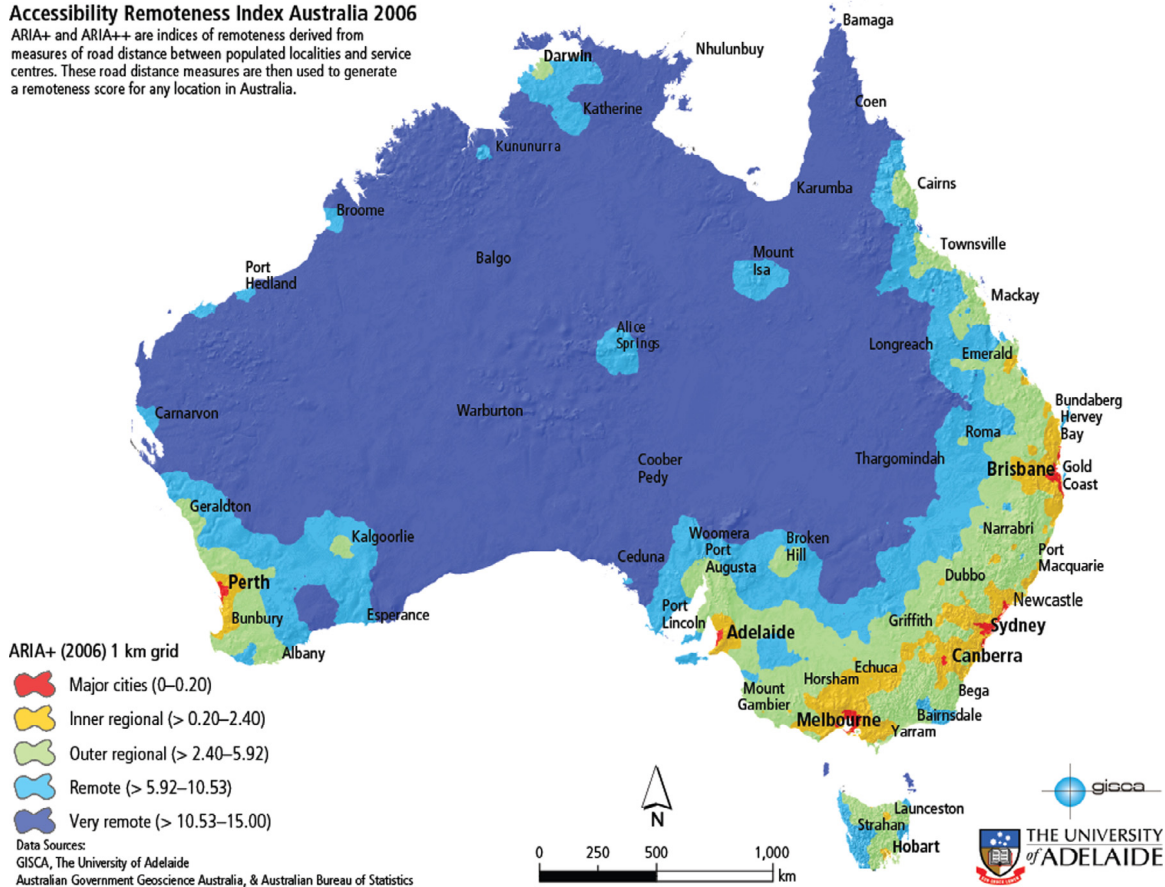 Accessibility Remoteness Index Australia 2006
ARIA+ and ARIA++ are indices of remoteness derived from
measures of road distance between populated localities and service
centres. These road distance measures are then used to generate
a remoteness score for any location in Australia.
Bamaga
Nhulunbuy
Darwin
Coen
Katherine
Kununurra
Karumba
Cairns
Broome
Townsville
Balgo
Mount
Isa
Port
Hedland
Mackay
Alice
Springs
Longreach
Emerald
Bundaberg
Hervey
Bay
Carnarvon
Warburton
Roma
Coober
Pedy
Thargomindah
Brisbane
Gold
Coast
Geraldton
Narrabri
Kalgoorlie
Woomera
Broken
Hill
Ceduna
Port
Augusta
Port
Macquarie
Dubbo
Perth
Newcastle
Bunbury
Esperance
Port
Lincoln
Griffith
Sydney
Adelaide
Albany
Canberra
Echuca
Horsham
Mount
Gambier
Bega
Bairnsdale
Melbourne
Yarram
ARIA+ (2006) 1 km grid
Major cities (0–0.20)
Inner regional (> 0.20–2.40)
Outer regional (> 2.40–5.92)
Remote (> 5.92–10.53)
Very remote (> 10.53–15.00)
Data Sources:
GISCA, The University of Adelaide
Australian Government Geoscience Australia, & Australian Bureau of Statistics
N
0 250 500 1,000
km
Launceston
Strahan
Hobart
gisca
THE UNIVERSITY
of ADELAIDE